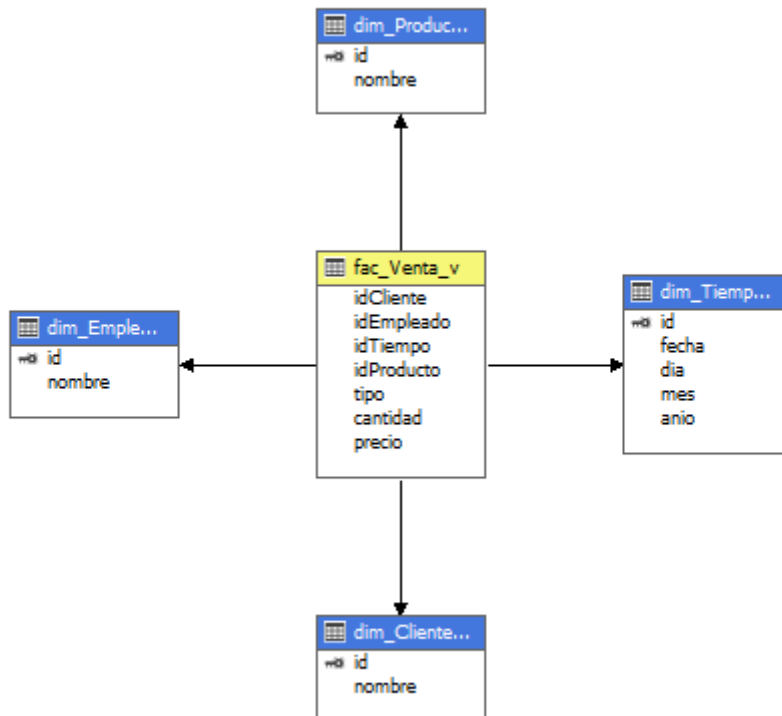 dim_Produc...
id
nombre
fac_Venta_v
idCliente
idEmpleado
idTiempo
idProducto
tipo
cantidad
precio
dim_Emple...
id
nombre
dim_Tiemp...
id
fecha
dia
mes
anio
dim_Cliente...
id
nombre